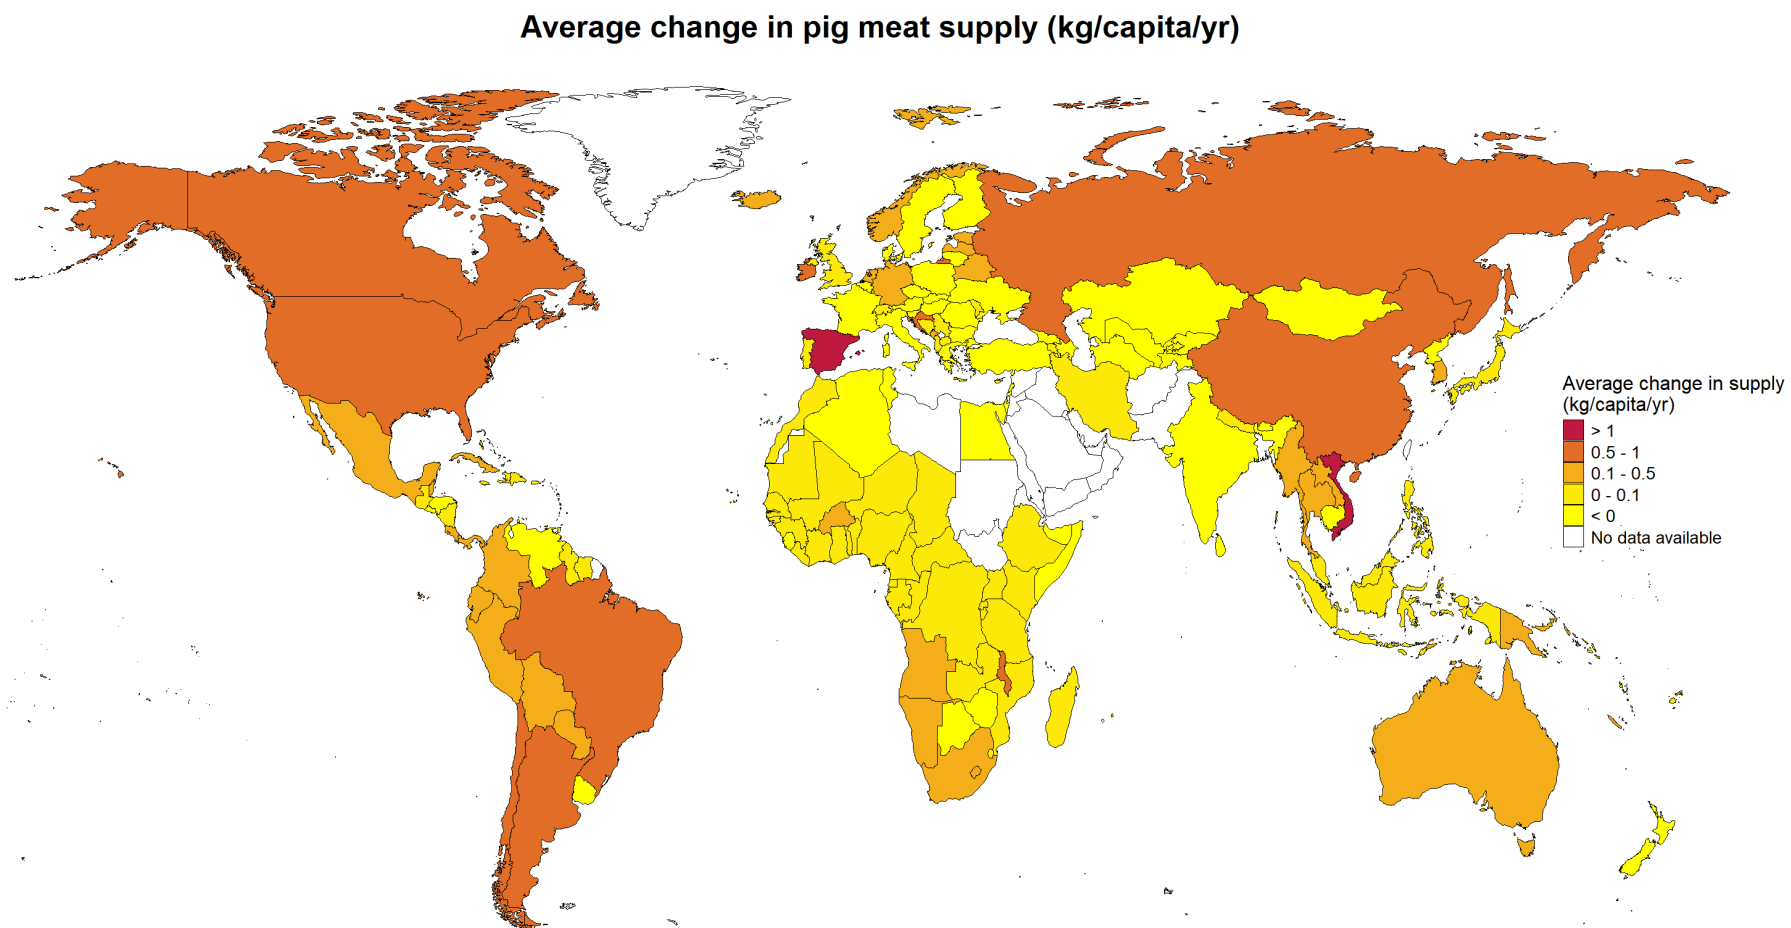 Average change in pig meat supply (kg/capita/yr)
Average change in supply
(kg/capita/yr)
> 1
0.5 - 1
0.1 - 0.5
0 - 0.1
< 0
No data available